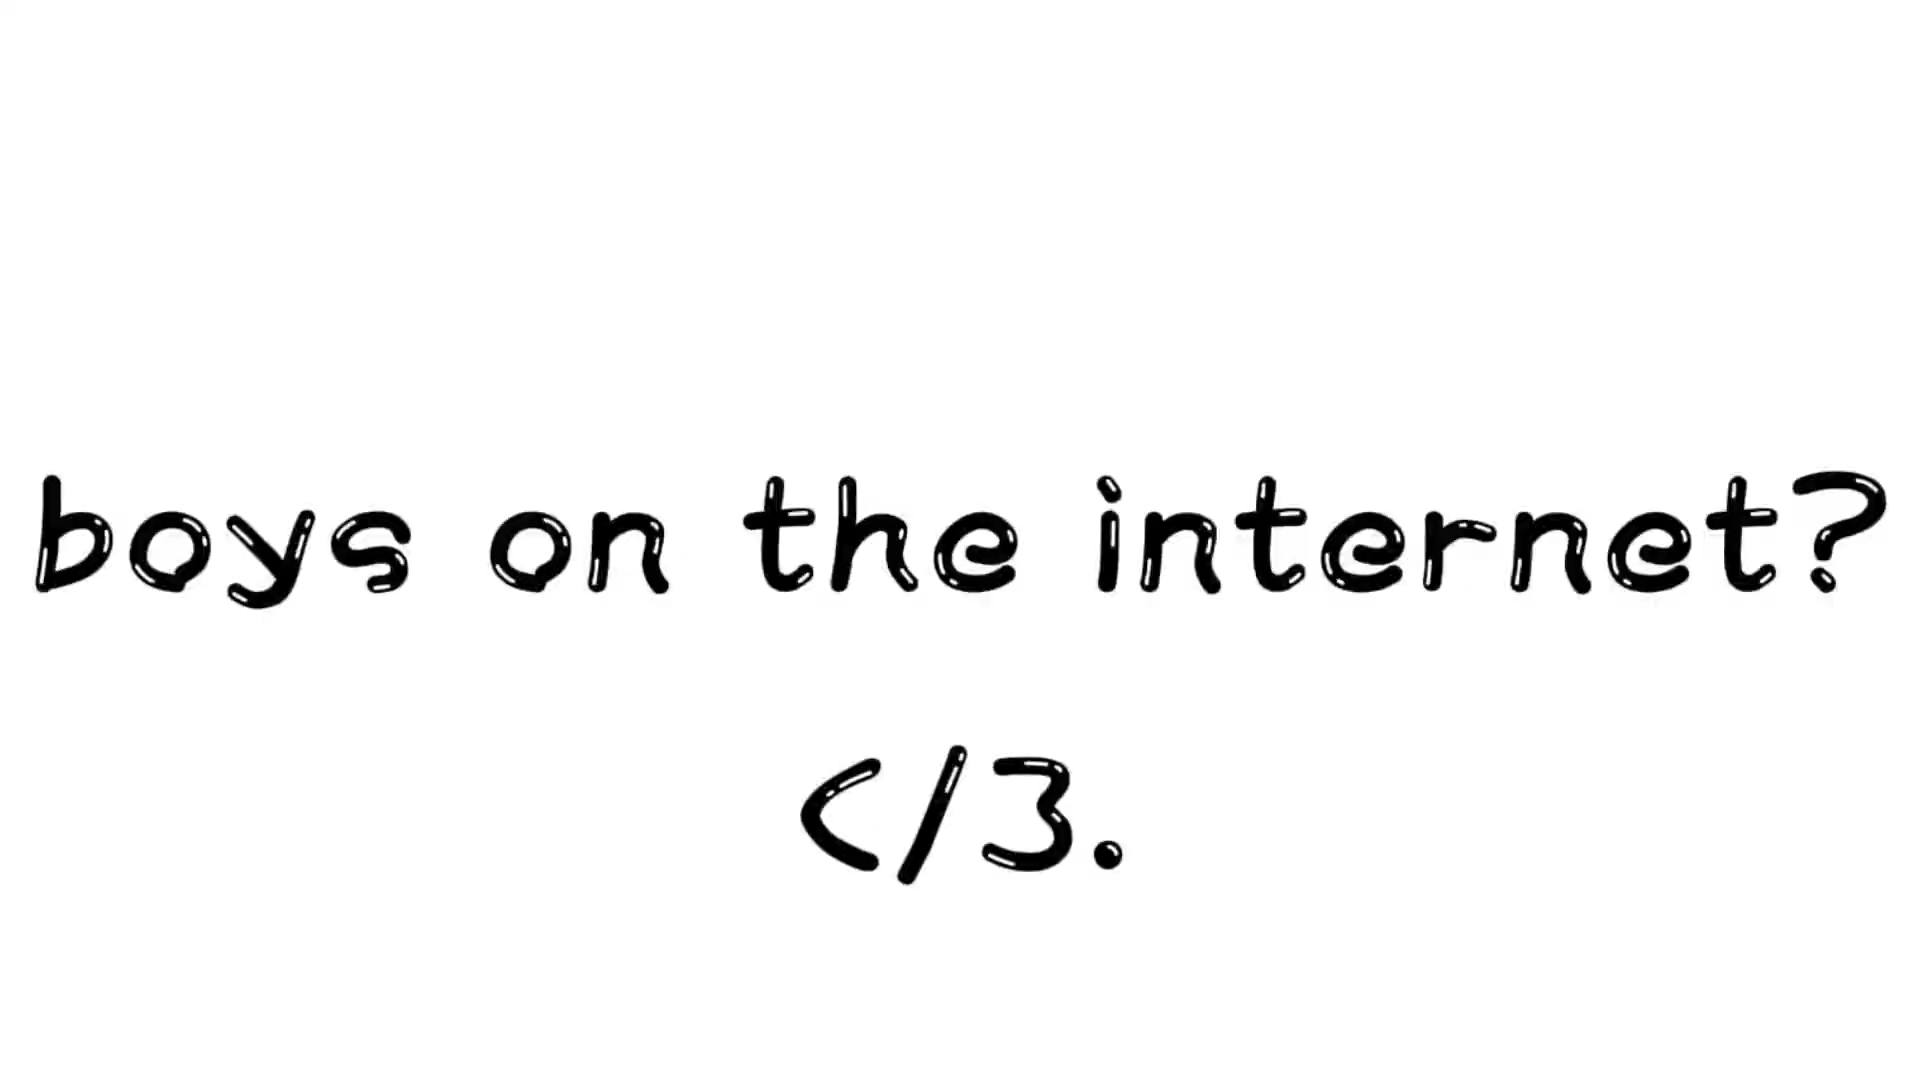 boys on the internet?
</3.